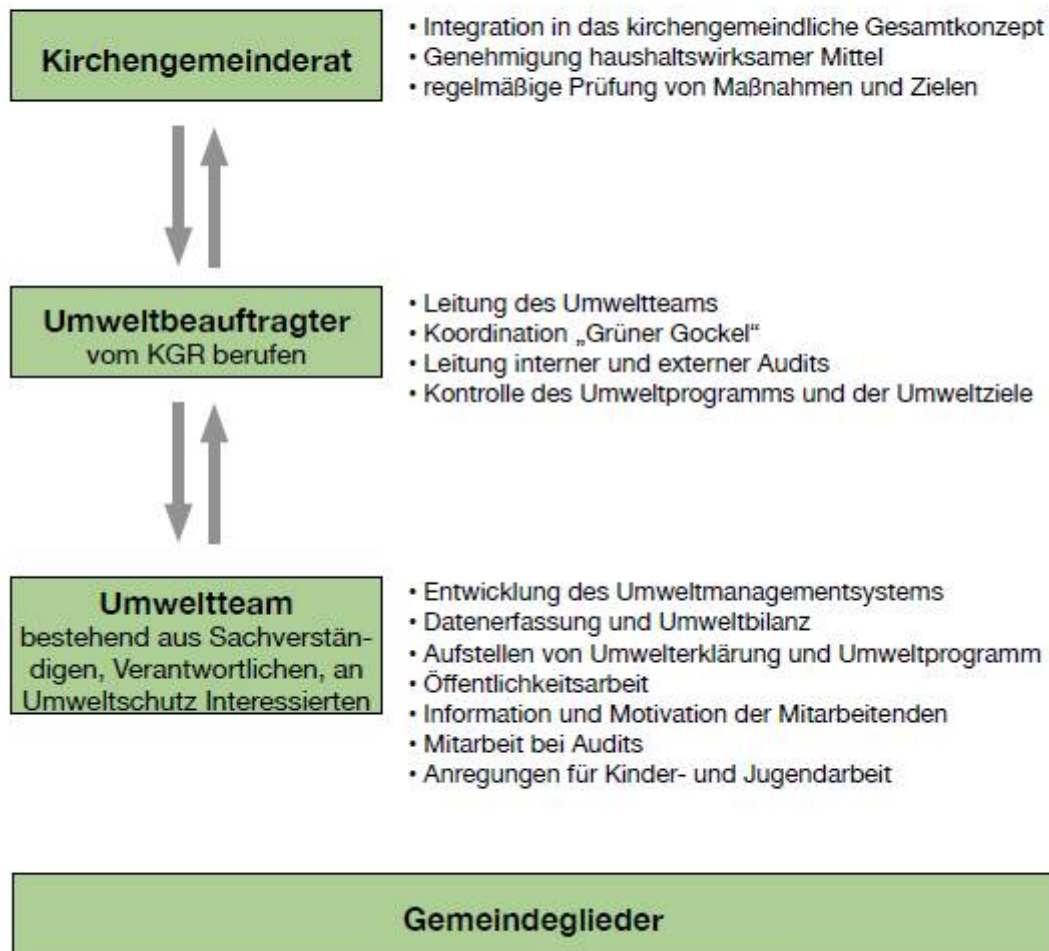 Kirchengemeinderat
• Integration in das kirchengemeindliche Gesamtkonzept
• Genehmigung haushaltswirksamer Mittel
• regelmäßige Prüfung von Maßnahmen und Zielen
Umweltbeauftragter
vom KGR berufen
• Leitung des Umweltteams
• Koordination „Grüner Gockel“
• Leitung interner und externer Audits
• Kontrolle des Umweltprogramms und der Umweltziele
Umweltteam
bestehend aus Sachverstän-
digen, Verantwortlichen, an
Umweltschutz Interessierten
• Entwicklung des Umweltmanagementsystems
• Datenerfassung und Umweltbilanz
• Aufstellen von Umwelterklärung und Umweltprogramm
• Öffentlichkeitsarbeit
• Information und Motivation der Mitarbeitenden
• Mitarbeit bei Audits
• Anregungen für Kinder- und Jugendarbeit
Gemeindeglieder